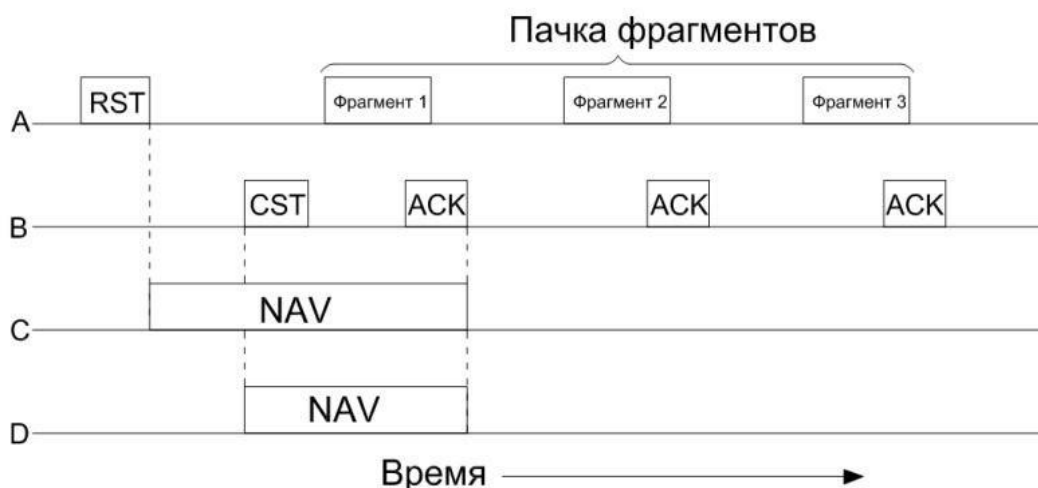 Пачка фрагментов
A RST Фрагмент 1 Фрагмент 2 Фрагмент 3
B CST ACK ACK ACK
C NAV
D NAV
Время